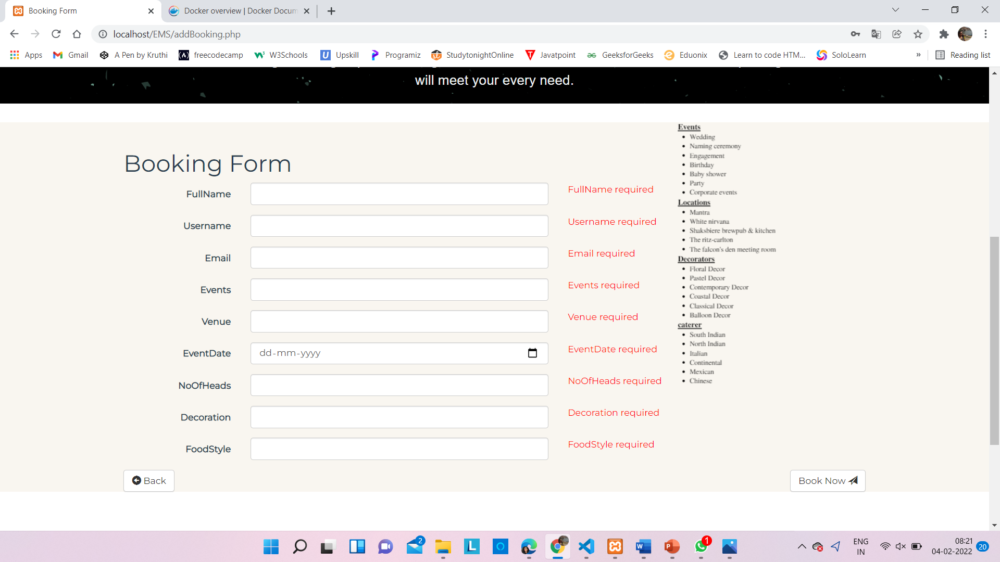 Booking Form
Docker overview | Docker Docum
localhost/EMS/addBooking.php
Apps
Gmail
A Pen by Kruthi
freecodecamp
W3Schools
Upskill
Programiz
StudytonightOnline
Javatpoint
GeeksforGeeks
Eduonix
Learn to code HTM...
SoloLearn
»
Reading list
will meet your every need.
Booking Form
FullName
FullName required
Username
Username required
Email
Email required
Events
Events required
Venue
Venue required
EventDate
dd-mm-yyyy
EventDate required
NoOfHeads
NoOfHeads required
Decoration
Decoration required
FoodStyle
FoodStyle required
Back
Book Now
Events
Wedding
Naming ceremony
Engagement
Birthday
Baby shower
Party
Corporate events
Locations
Mantra
White nirvana
Shaksbiere brewpub & kitchen
The ritz-carlton
The falcon's den meeting room
Decorators
Floral Decor
Pastel Decor
Contemporary Decor
Coastal Decor
Classical Decor
Balloon Decor
caterer
South Indian
North Indian
Italian
Continental
Mexican
Chinese
2
1
ENG
IN
08:21
04-02-2022
20